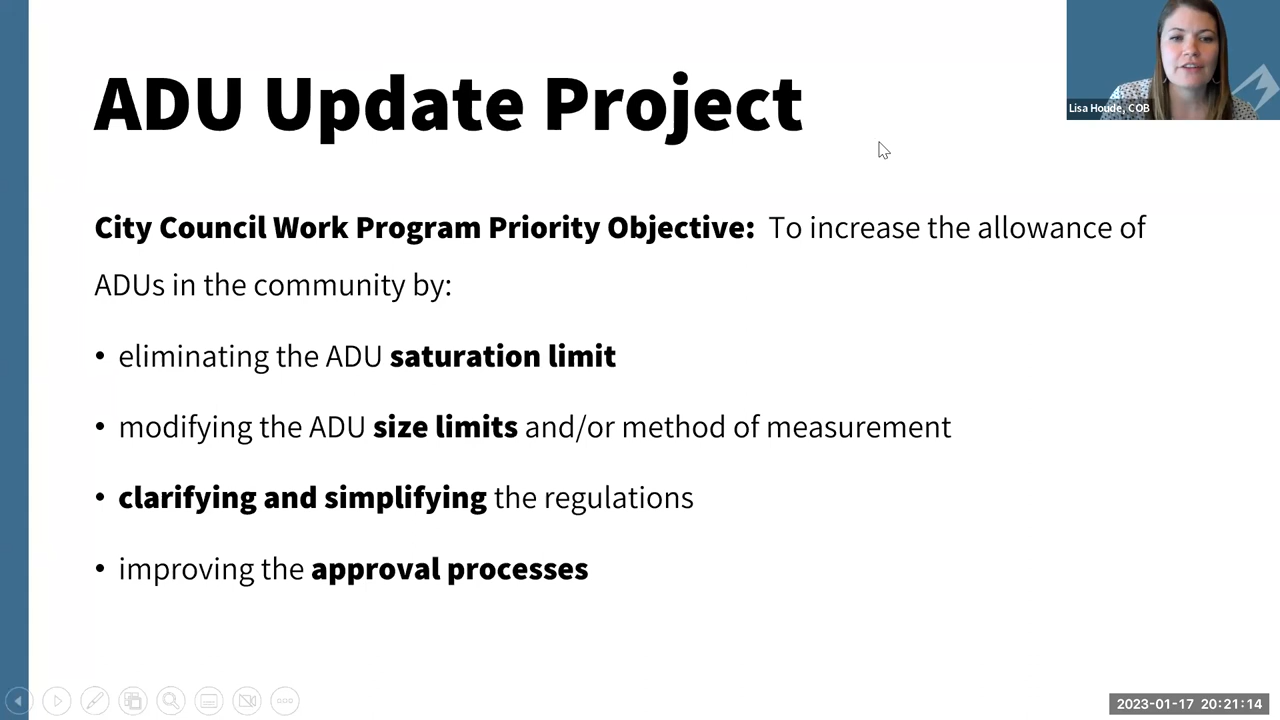 ADU Update Project
Lisa Houde, COB
City Council Work Program Priority Objective: To increase the allowance of
ADUs in the community by:
• eliminating the ADU saturation limit
• modifying the ADU size limits and/or method of measurement
• clarifying and simplifying the regulations
• improving the approval processes
2023-01-17 20:21:14